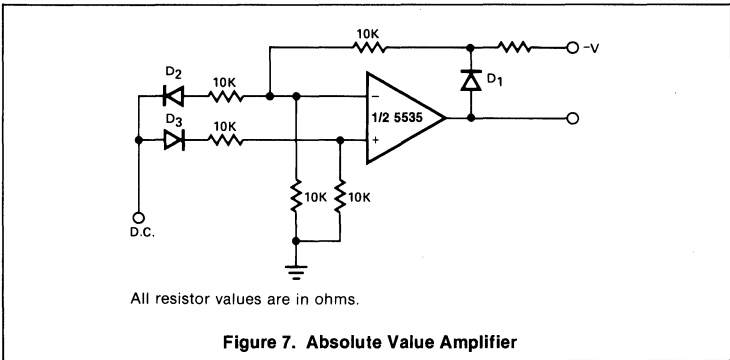 10K
-V
D1
D2
10K
D3
10K
1/2 5535
−
+
10K
10K
D.C.
All resistor values are in ohms.
Figure 7. Absolute Value Amplifier